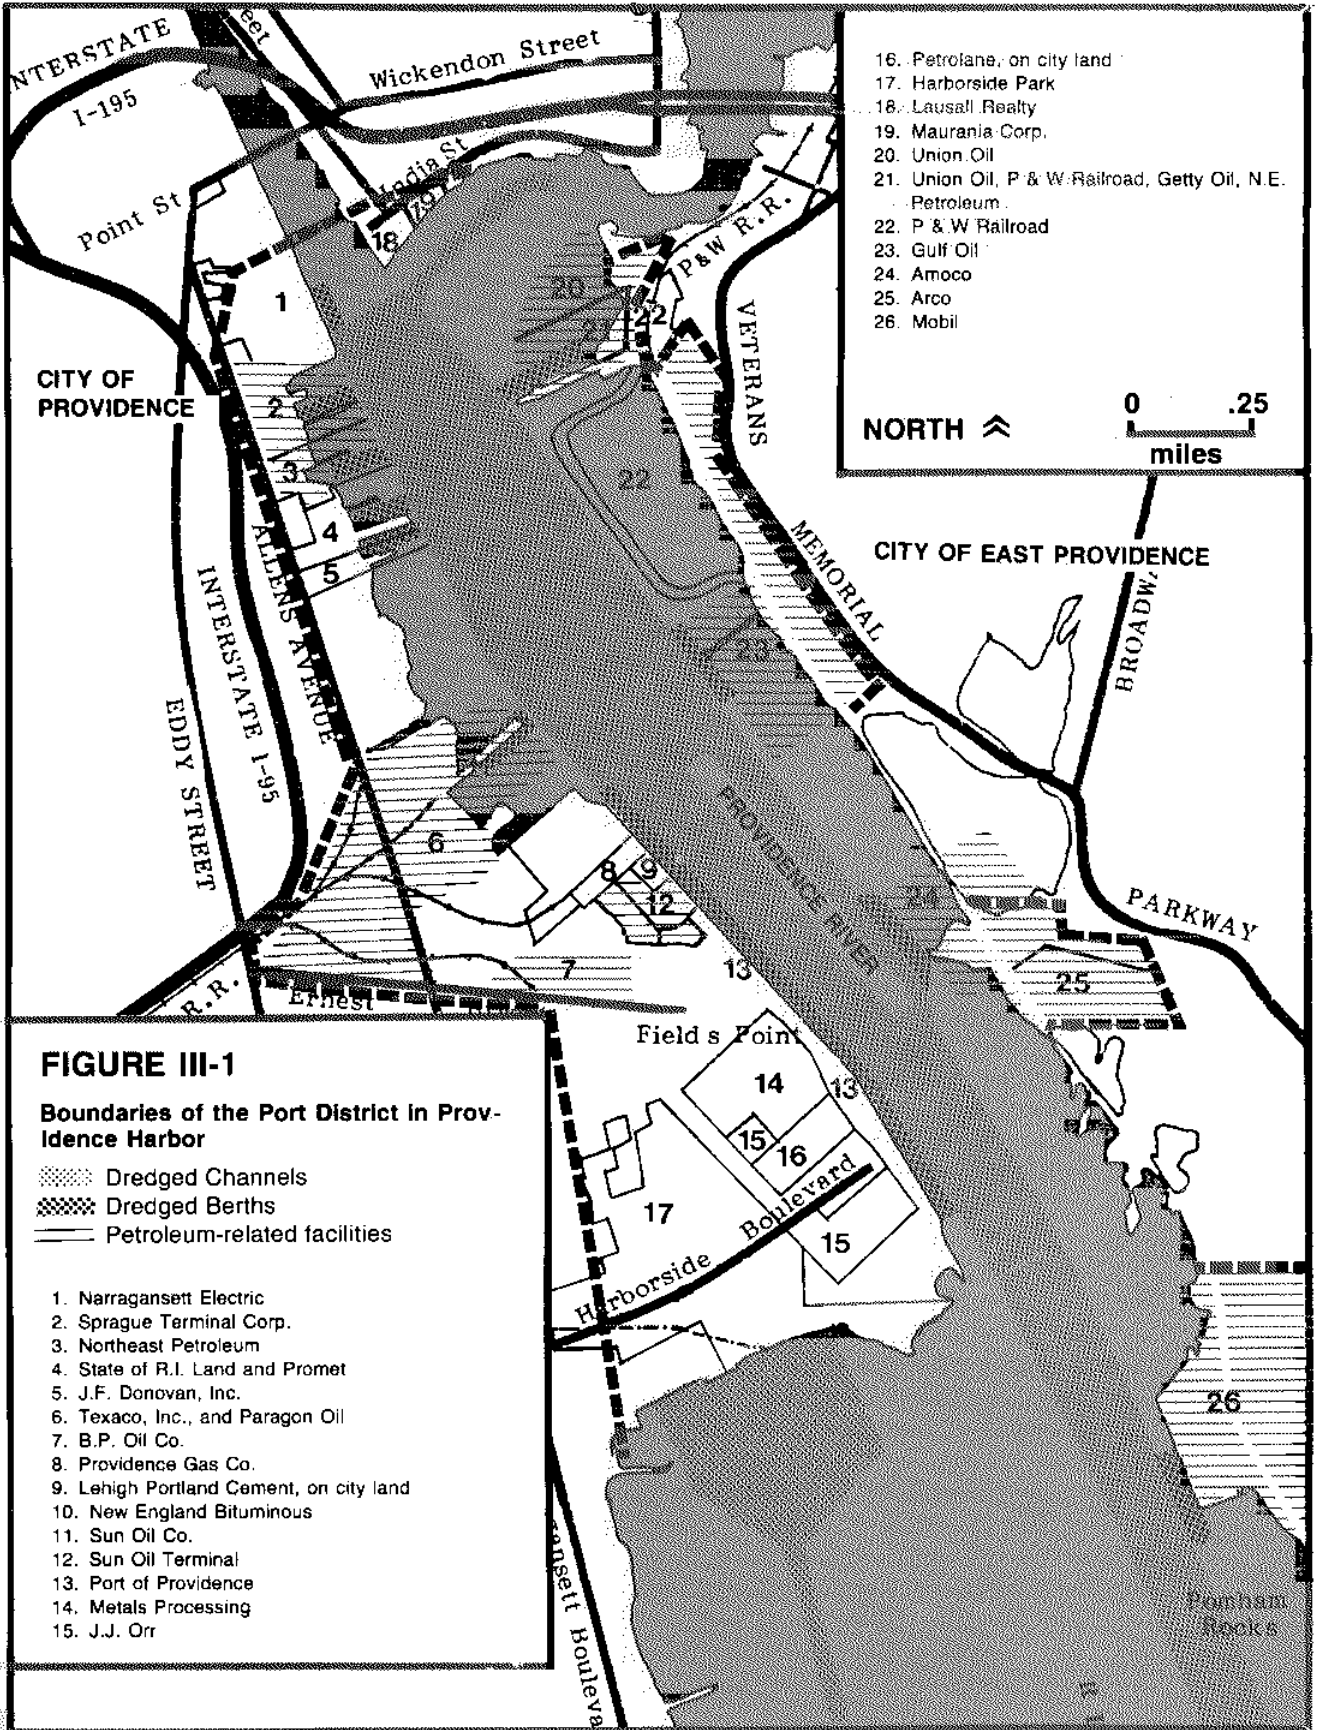 INTERSTATE
I-195
eet
Wickendon Street
India St
Point St
19
18
1
20
21
22
P&W R.R.
VETERANS
16. Petrolane, on city land
17. Harborside Park
18. Lausall Realty
19. Maurania Corp.
20. Union Oil
21. Union Oil, P & W Railroad, Getty Oil, N.E.
Petroleum
22. P & W Railroad
23. Gulf Oil
24. Amoco
25. Arco
26. Mobil
0 .25
miles
NORTH
CITY OF
PROVIDENCE
2
3
4
5
22
23
MEMORIAL
CITY OF EAST PROVIDENCE
BROADWA
ALLENS AVENUE
INTERSTATE I-95
EDDY STREET
6
8
9
12
7
13
PROVIDENCE RIVER
24
25
PARKWAY
R.R.
Ernest
Field s Point
14
13
15
16
17
Harborside Boulevard
15
26
Pomham
Rocks
FIGURE III-1
Boundaries of the Port District in Prov-
idence Harbor
Dredged Channels
Dredged Berths
Petroleum-related facilities
1. Narragansett Electric
2. Sprague Terminal Corp.
3. Northeast Petroleum
4. State of R.I. Land and Promet
5. J.F. Donovan, Inc.
6. Texaco, Inc., and Paragon Oil
7. B.P. Oil Co.
8. Providence Gas Co.
9. Lehigh Portland Cement, on city land
10. New England Bituminous
11. Sun Oil Co.
12. Sun Oil Terminal
13. Port of Providence
14. Metals Processing
15. J.J. Orr
ansett Bouleva